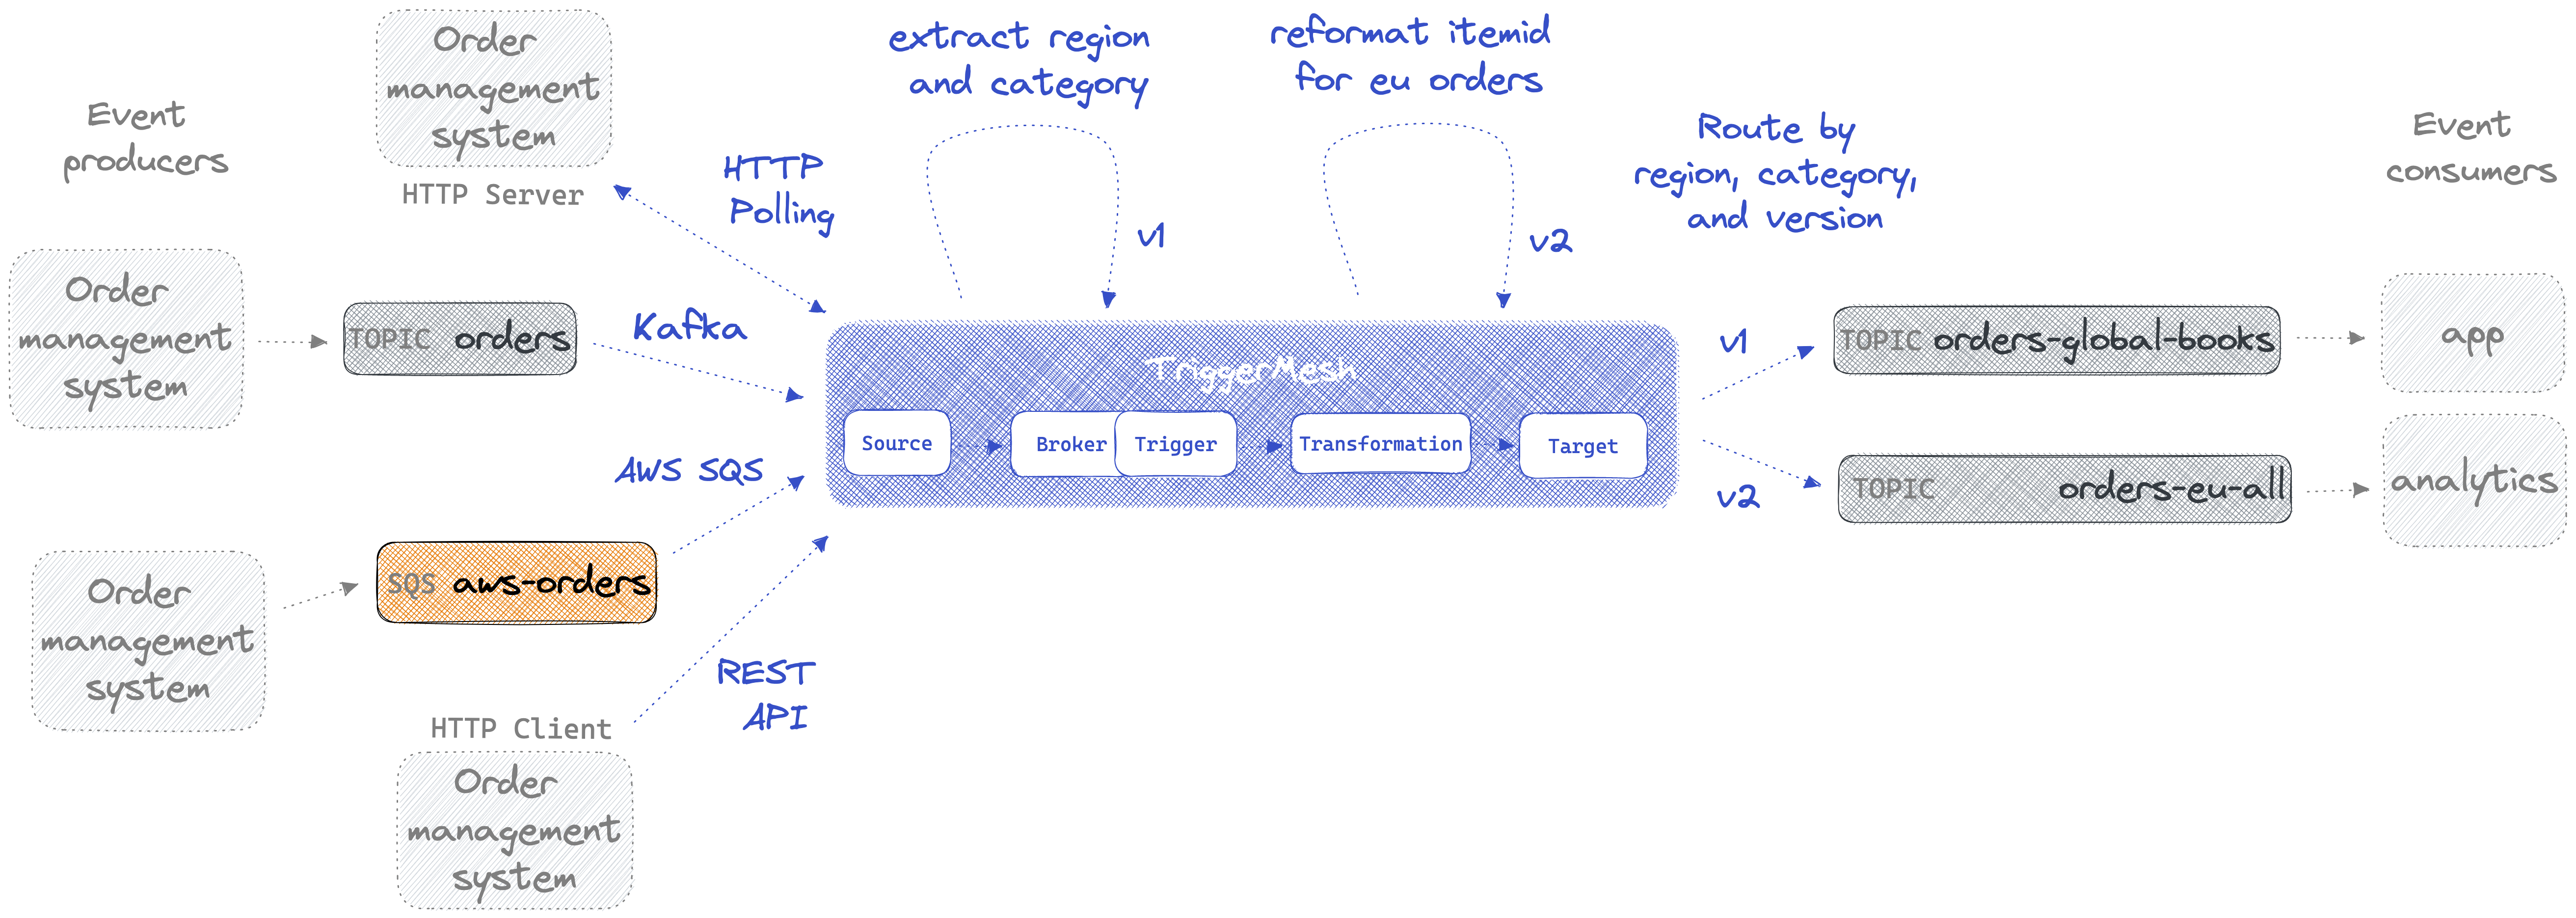 Event
producers
Order
management
system
HTTP Server
Order
management
system
TOPIC orders
Order
management
system
SQS aws-orders
HTTP Client
Order
management
system
HTTP
Polling
Kafka
AWS SQS
REST
API
extract region
and category
v1
reformat itemid
for eu orders
v2
TriggerMesh
Source
Broker
Trigger
Transformation
Target
Route by
region, category,
and version
v1
v2
TOPIC orders-global-books
TOPIC orders-eu-all
Event
consumers
app
analytics